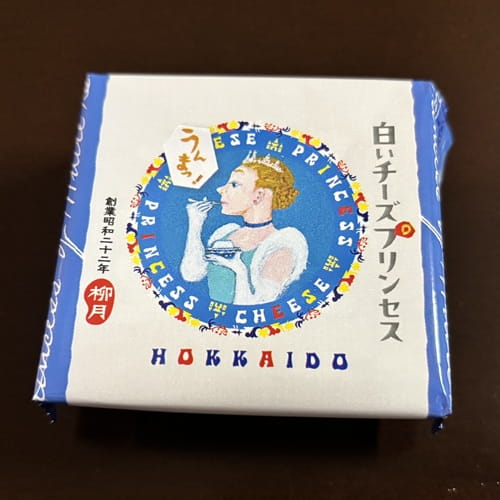 白いチーズプリンセス
うんまっ!
CHEESE PRINCESS CHEESE PRINCESS
創業昭和二十二年
柳月
HOKKAIDO